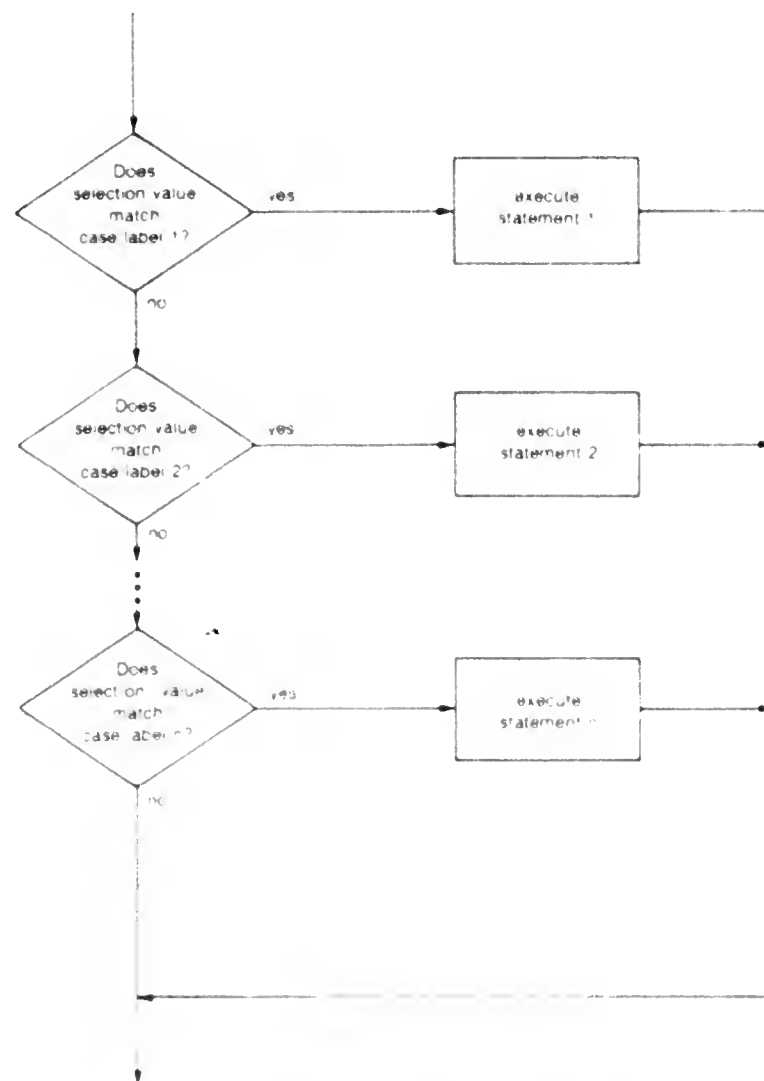 Does
selection value
match
case label 1?
yes
execute
statement 1
no
Does
selection value
match
case label 2?
yes
execute
statement 2
no
Does
selection value
match
case label n?
yes
execute
statement n
no